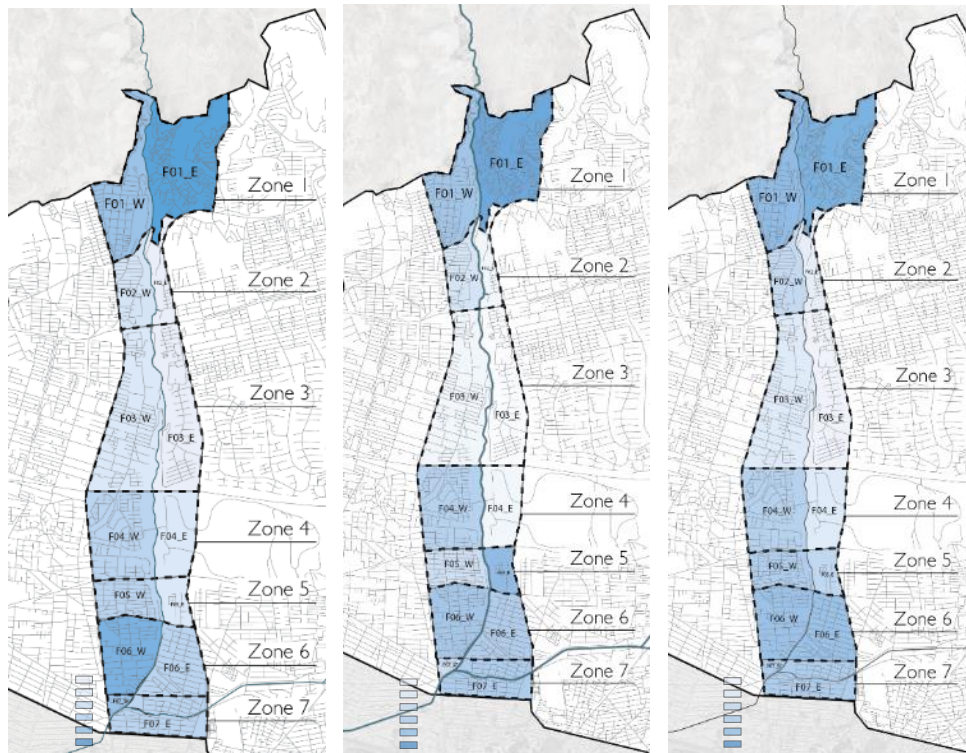 F01_E
Zone 1
F01_W
Zone 2
F02_W
Zone 3
F03_W
F03_E
Zone 4
F04_W
F04_E
Zone 5
F05_W
Zone 6
F06_W
F06_E
Zone 7
F07_E
F01_E
Zone 1
F01_W
Zone 2
F02_W
Zone 3
F03_W
F03_E
Zone 4
F04_W
F04_E
Zone 5
F05_W
Zone 6
F06_W
F06_E
Zone 7
F07_E
F01_E
Zone 1
F01_W
Zone 2
F02_W
Zone 3
F03_W
F03_E
Zone 4
F04_W
F04_E
Zone 5
F05_W
Zone 6
F06_W
F06_E
Zone 7
F07_E